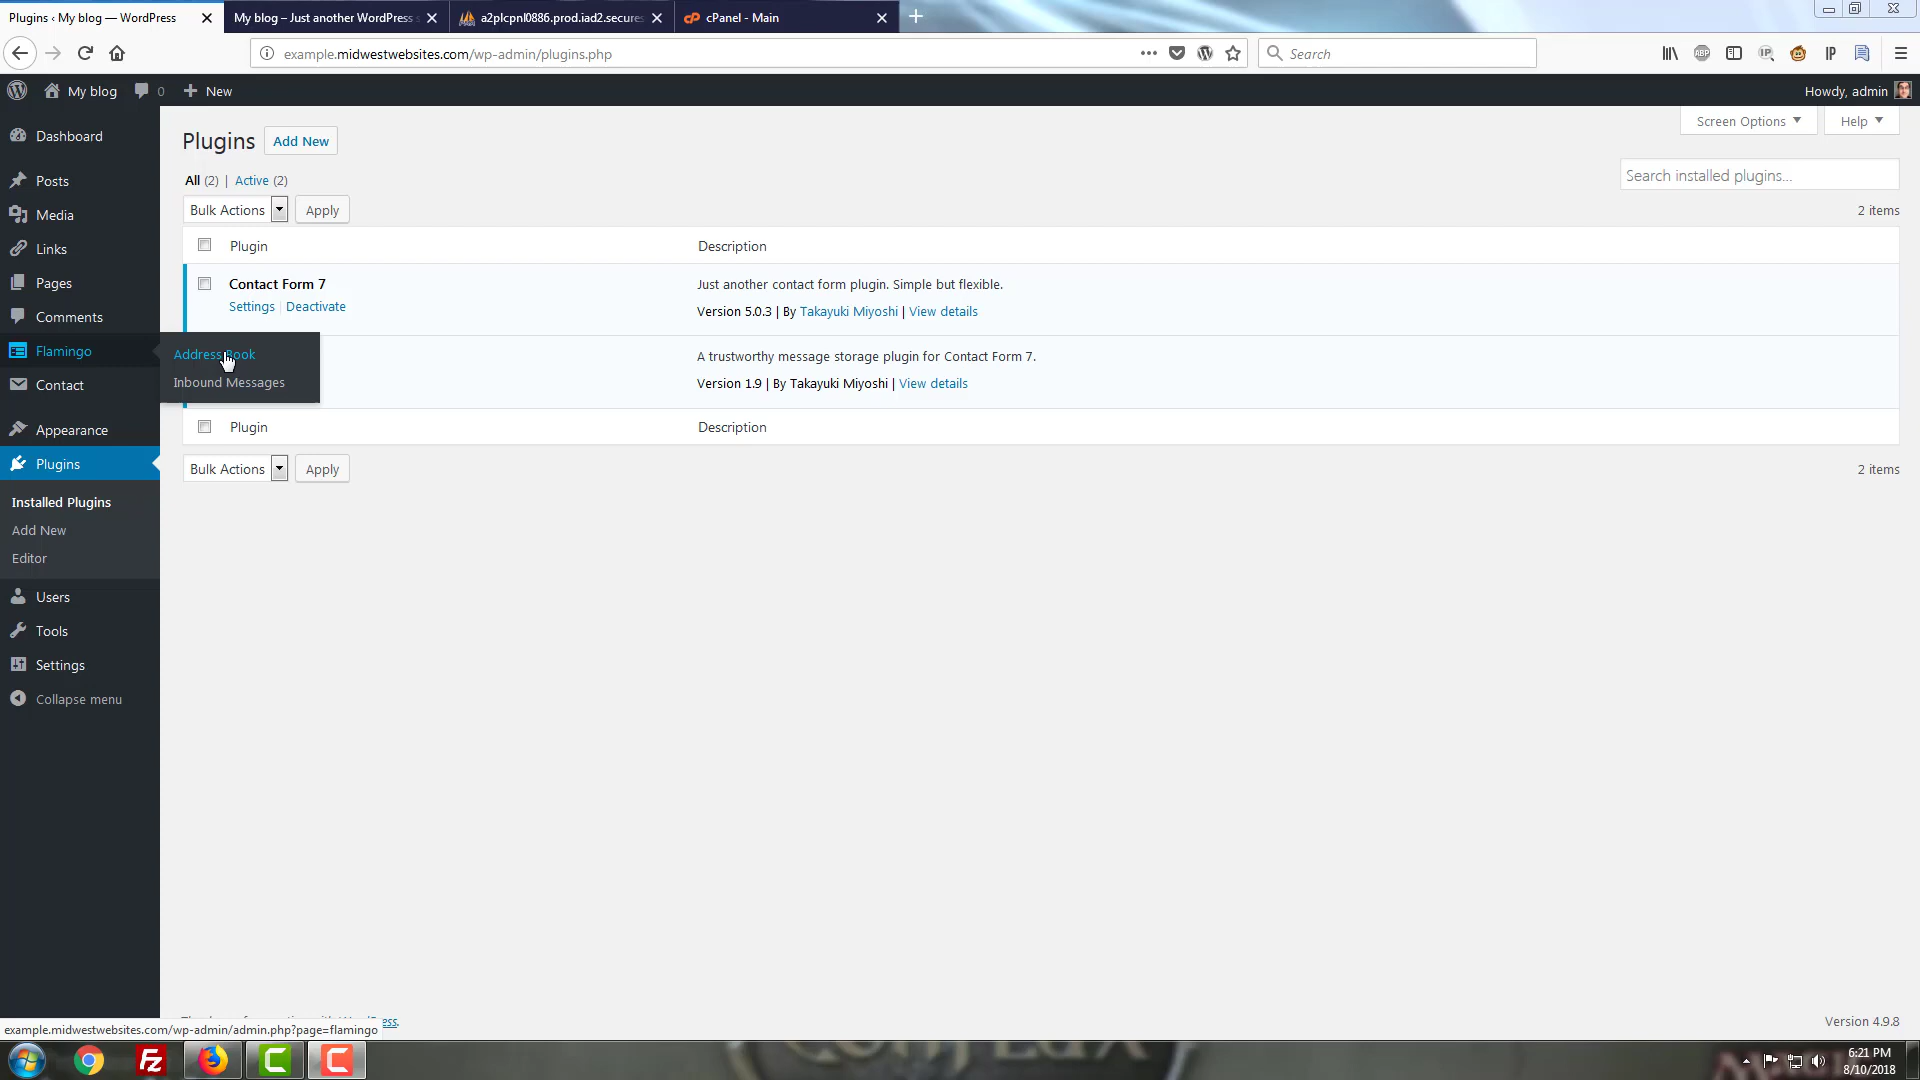 Plugins ‹ My blog — WordPress
My blog – Just another WordPress s
a2plcpnl0886.prod.iad2.secures
cPanel - Main
example.midwestwebsites.com/wp-admin/plugins.php
Search
ABP
IP
IP
My blog
0
New
Howdy, admin
Dashboard
Posts
Media
Links
Pages
Comments
Flamingo
Contact
Appearance
Plugins
Installed Plugins
Add New
Editor
Users
Tools
Settings
Collapse menu
Address Book
Inbound Messages
Plugins Add New
Screen Options
Help
All (2) | Active (2)
Search installed plugins...
Bulk Actions
Apply
2 items
Plugin
Description
Contact Form 7
Settings | Deactivate
Just another contact form plugin. Simple but flexible.
Version 5.0.3 | By Takayuki Miyoshi | View details
A trustworthy message storage plugin for Contact Form 7.
Version 1.9 | By Takayuki Miyoshi | View details
Plugin
Description
Bulk Actions
Apply
2 items
Version 4.9.8
example.midwestwebsites.com/wp-admin/admin.php?page=flamingo
Fz
6:21 PM
8/10/2018